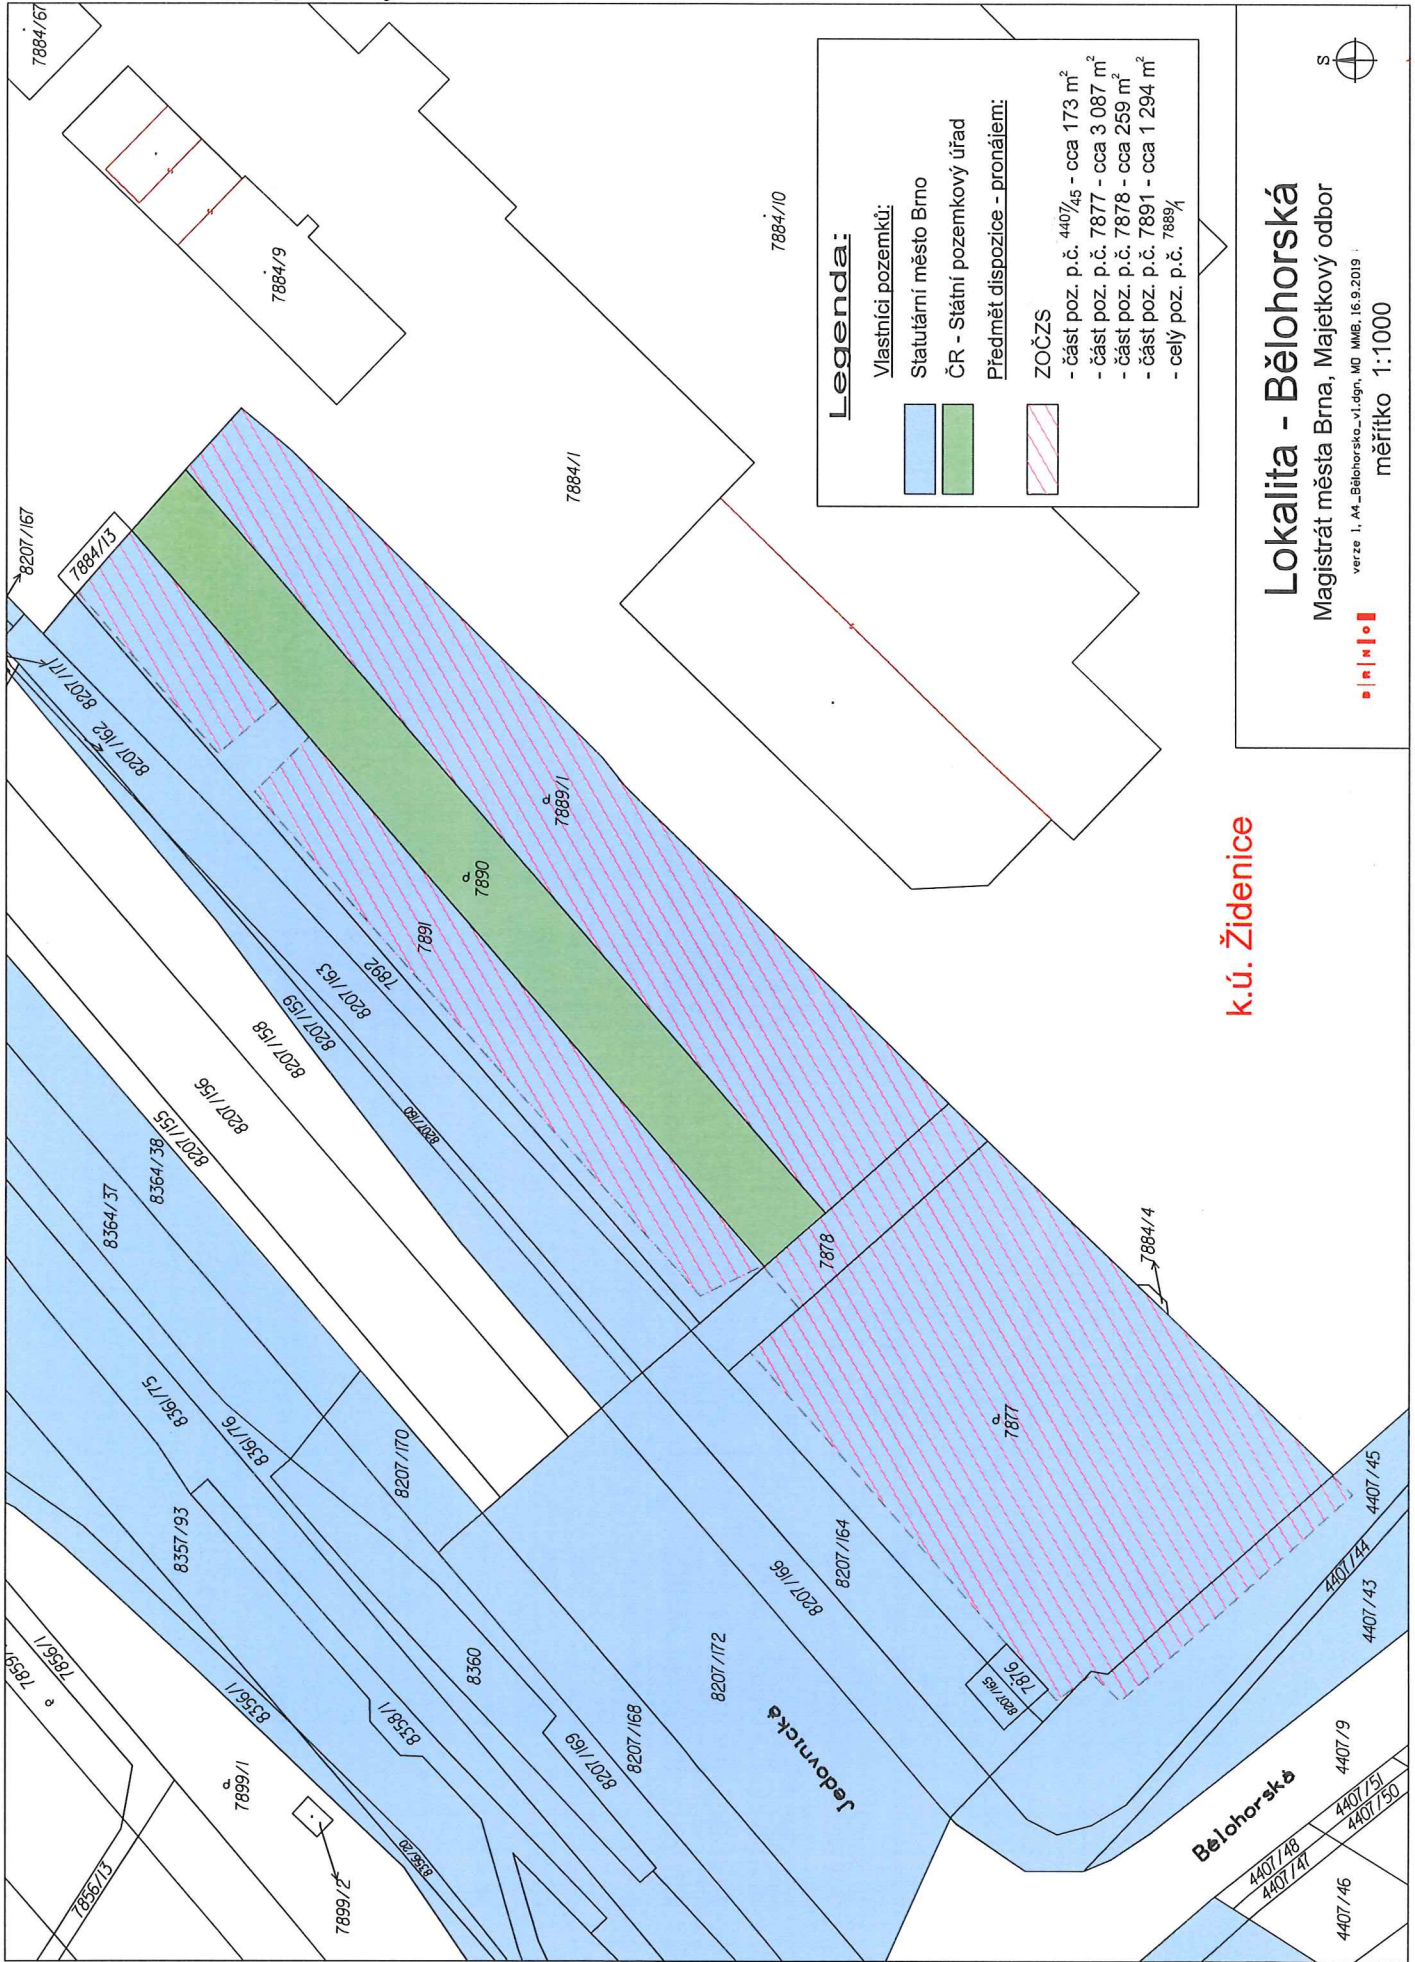 7884/67
7884/9
7884/10
7884/1
8207/167
7884/13
8207/171
8207/162
8207/163
7892
8207/159
8207/158
8207/156
8207/155
8207/160
8364/38
8364/37
7891
7890
7889/1
7878
7877
7884/4
8361/75
8361/76
8207/170
8357/93
8360
8358/1
8356/1
8356/20
7856/1
7899/1
7899/2
7856/13
8207/169
8207/168
8207/172
8207/166
8207/164
8207/165
7876
Jedovnická
Bělohorská
4407/45
4407/44
4407/43
4407/9
4407/51
4407/50
4407/48
4407/47
4407/46
k.ú. Židenice
Legenda:
Vlastníci pozemků:
Statutární město Brno
ČR - Státní pozemkový úřad
Předmět dispozice - pronájem:
ZOČZS
- část poz. p.č. 4407/45 - cca 173 m²
- část poz. p.č. 7877 - cca 3 087 m²
- část poz. p.č. 7878 - cca 259 m²
- část poz. p.č. 7891 - cca 1 294 m²
- celý poz. p.č. 7889/1
Lokalita - Bělohorská
Magistrát města Brna, Majetkový odbor
verze 1, A4_Bělohorska_v1.dgn, MO MMB, 16.9.2019
měřítko 1:1000
B|R|N|O
S